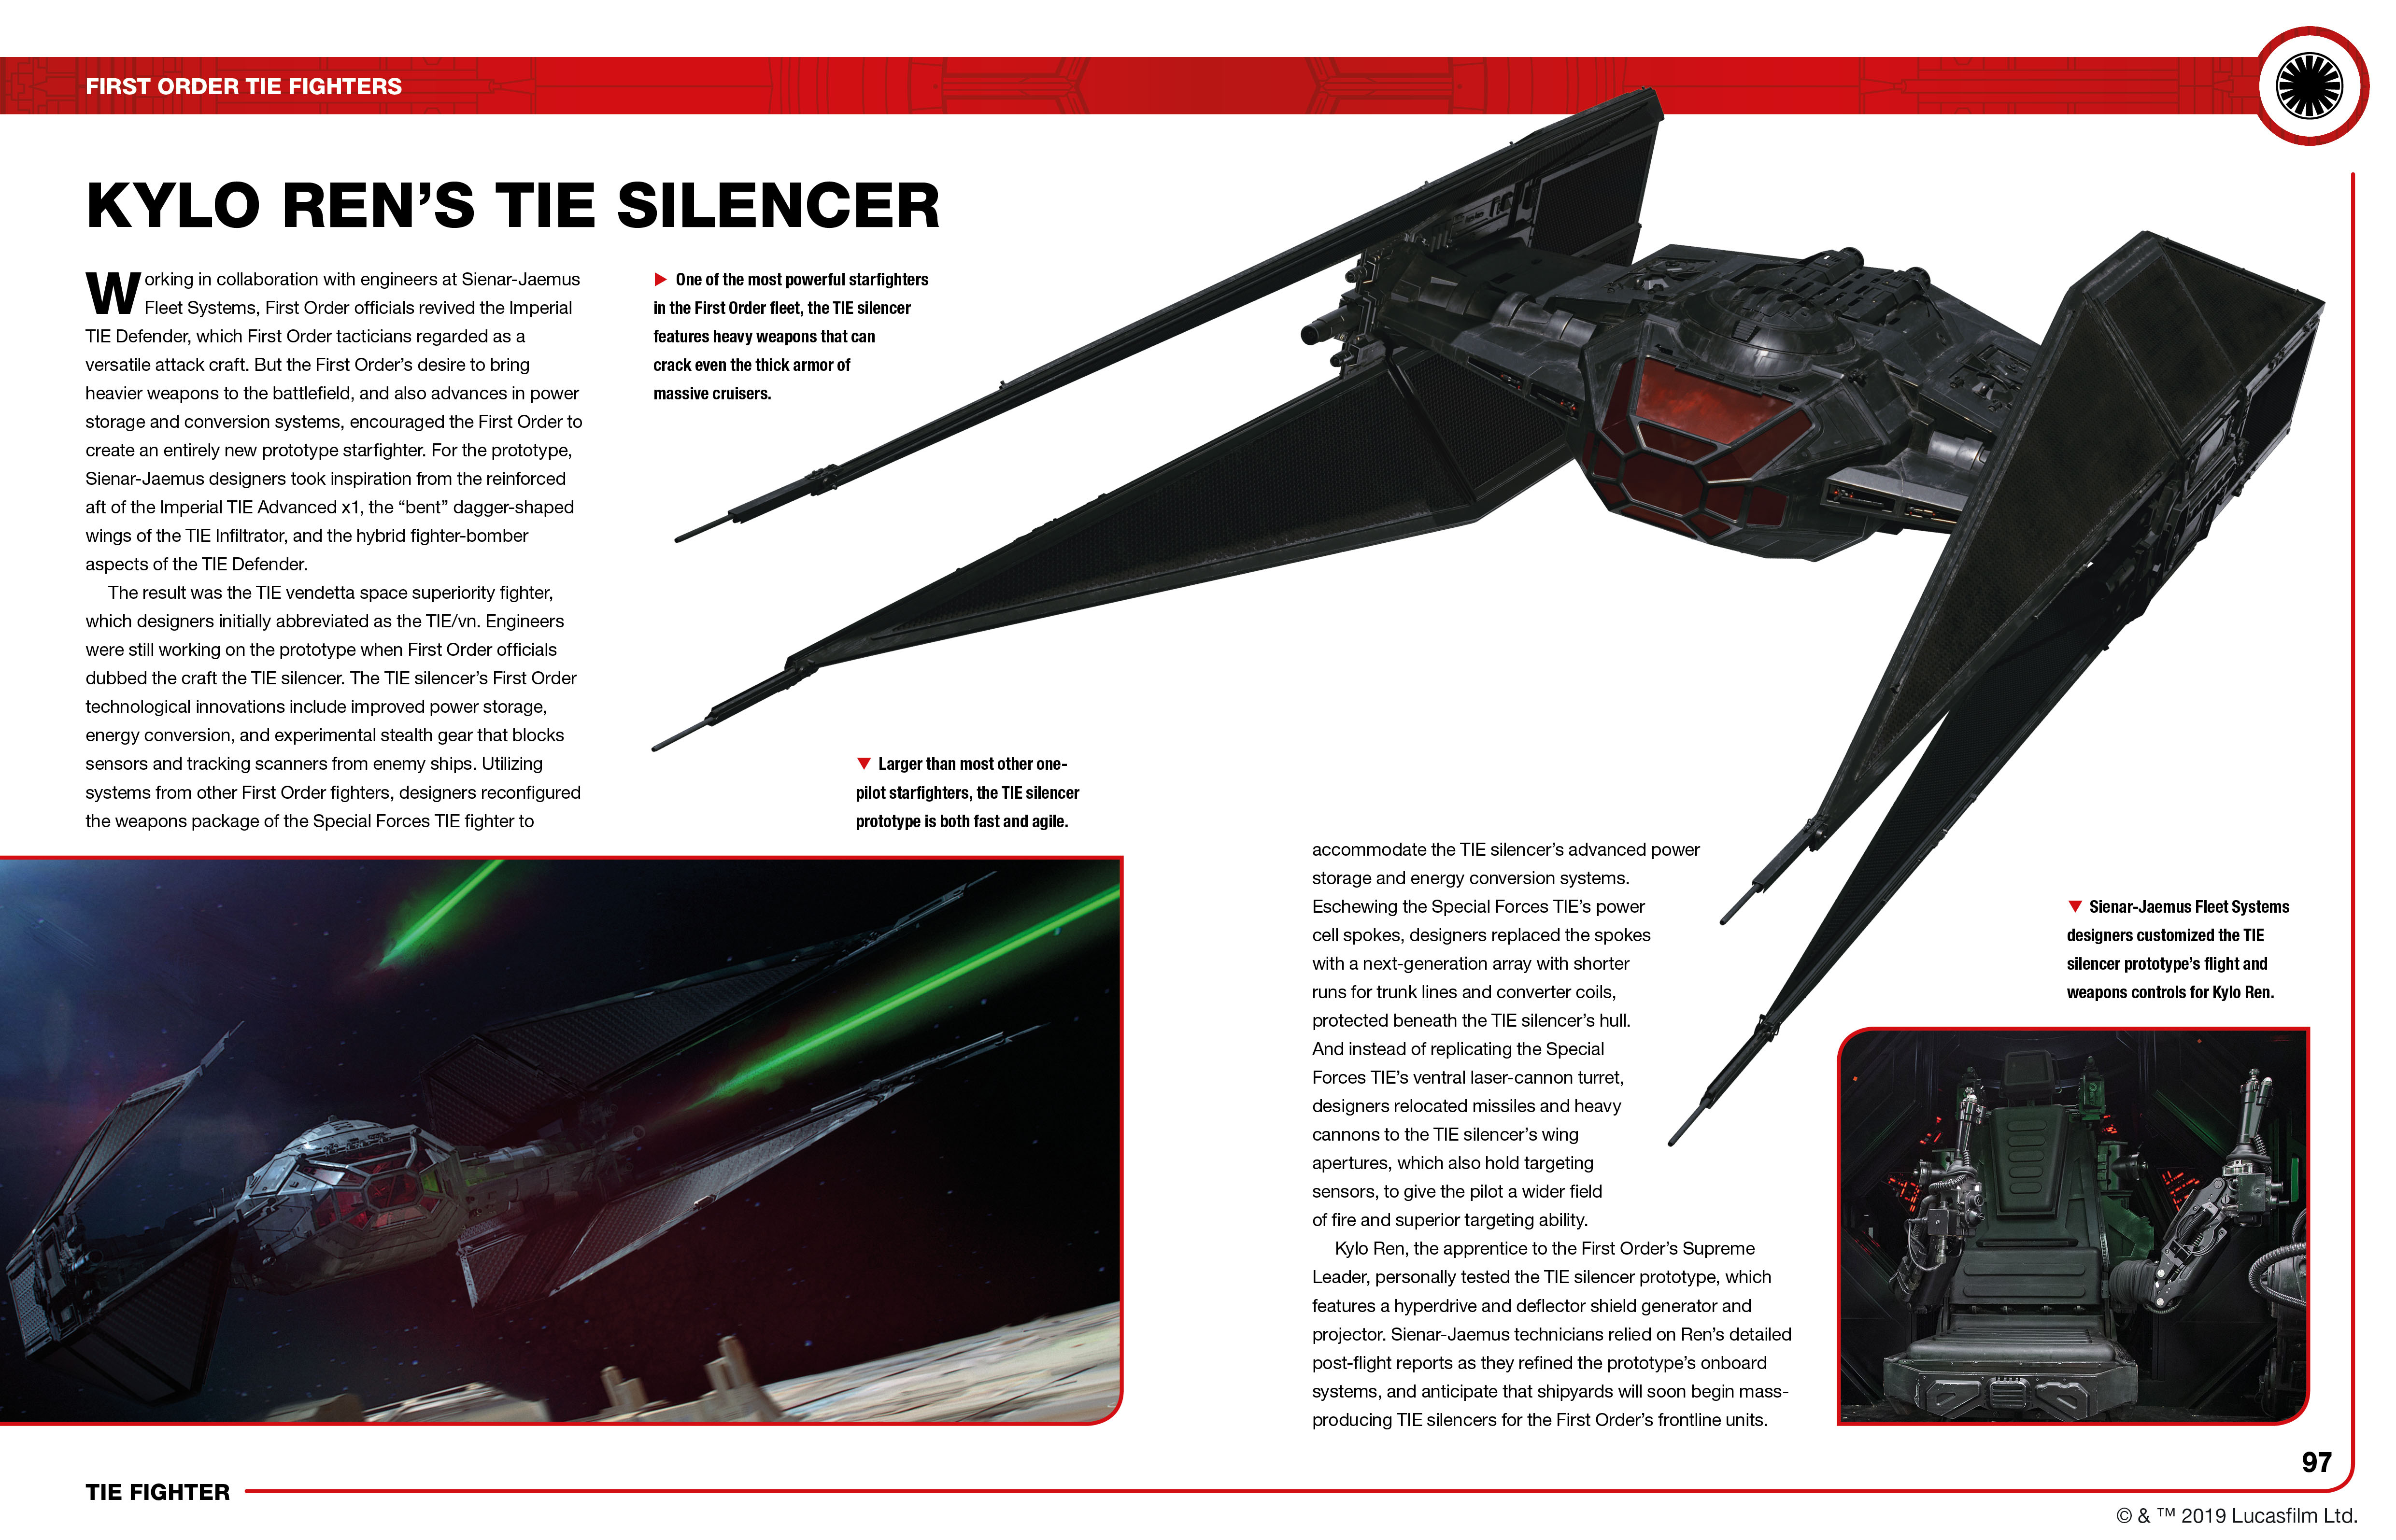 FIRST ORDER TIE FIGHTERS
KYLO REN’S TIE SILENCER
Working in collaboration with engineers at Sienar-Jaemus
Fleet Systems, First Order officials revived the Imperial
TIE Defender, which First Order tacticians regarded as a
versatile attack craft. But the First Order’s desire to bring
heavier weapons to the battlefield, and also advances in power
storage and conversion systems, encouraged the First Order to
create an entirely new prototype starfighter. For the prototype,
Sienar-Jaemus designers took inspiration from the reinforced
aft of the Imperial TIE Advanced x1, the “bent” dagger-shaped
wings of the TIE Infiltrator, and the hybrid fighter-bomber
aspects of the TIE Defender.
The result was the TIE vendetta space superiority fighter,
which designers initially abbreviated as the TIE/vn. Engineers
were still working on the prototype when First Order officials
dubbed the craft the TIE silencer. The TIE silencer’s First Order
technological innovations include improved power storage,
energy conversion, and experimental stealth gear that blocks
sensors and tracking scanners from enemy ships. Utilizing
systems from other First Order fighters, designers reconfigured
the weapons package of the Special Forces TIE fighter to
▶ One of the most powerful starfighters
in the First Order fleet, the TIE silencer
features heavy weapons that can
crack even the thick armor of
massive cruisers.
▼ Larger than most other one-
pilot starfighters, the TIE silencer
prototype is both fast and agile.
accommodate the TIE silencer’s advanced power
storage and energy conversion systems.
Eschewing the Special Forces TIE’s power
cell spokes, designers replaced the spokes
with a next-generation array with shorter
runs for trunk lines and converter coils,
protected beneath the TIE silencer’s hull.
And instead of replicating the Special
Forces TIE’s ventral laser-cannon turret,
designers relocated missiles and heavy
cannons to the TIE silencer’s wing
apertures, which also hold targeting
sensors, to give the pilot a wider field
of fire and superior targeting ability.
Kylo Ren, the apprentice to the First Order’s Supreme
Leader, personally tested the TIE silencer prototype, which
features a hyperdrive and deflector shield generator and
projector. Sienar-Jaemus technicians relied on Ren’s detailed
post-flight reports as they refined the prototype’s onboard
systems, and anticipate that shipyards will soon begin mass-
producing TIE silencers for the First Order’s frontline units.
▼ Sienar-Jaemus Fleet Systems
designers customized the TIE
silencer prototype’s flight and
weapons controls for Kylo Ren.
97
TIE FIGHTER
© & ™ 2019 Lucasfilm Ltd.